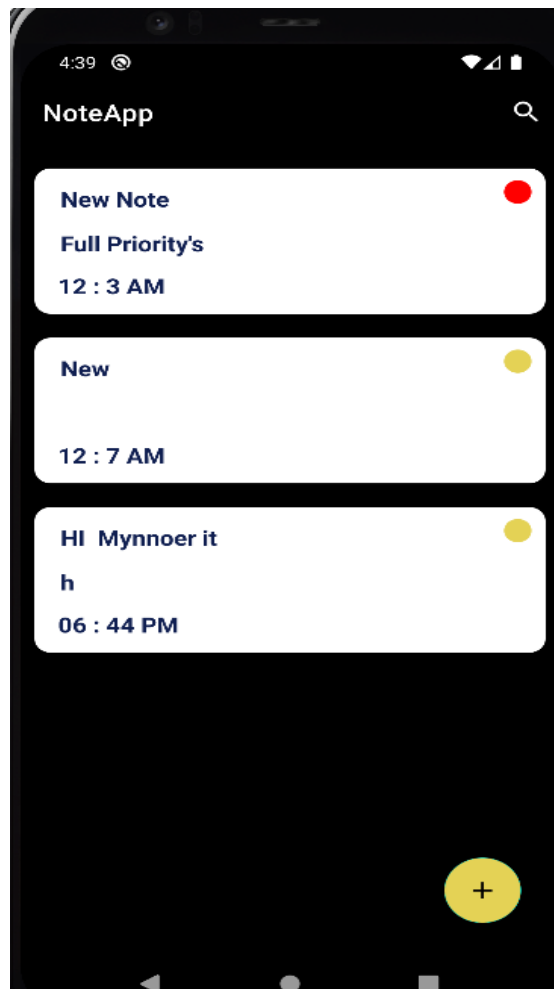 4:39
NoteApp
New Note
Full Priority's
12 : 3 AM
New
12 : 7 AM
HI  Mynnoer it
h
06 : 44 PM
+